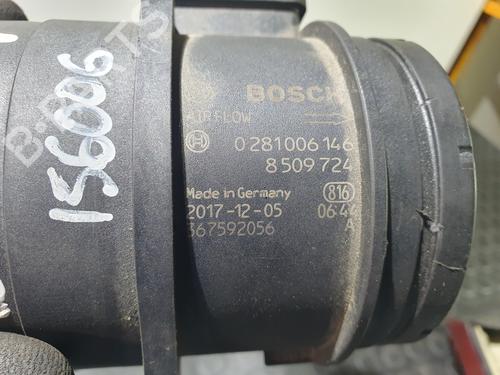 BOSCH
AIRFLOW
0 281 006 146
8 509 724
Made in Germany 816
2017-12-05 06:44
367592056 A
156006
B-PARTS